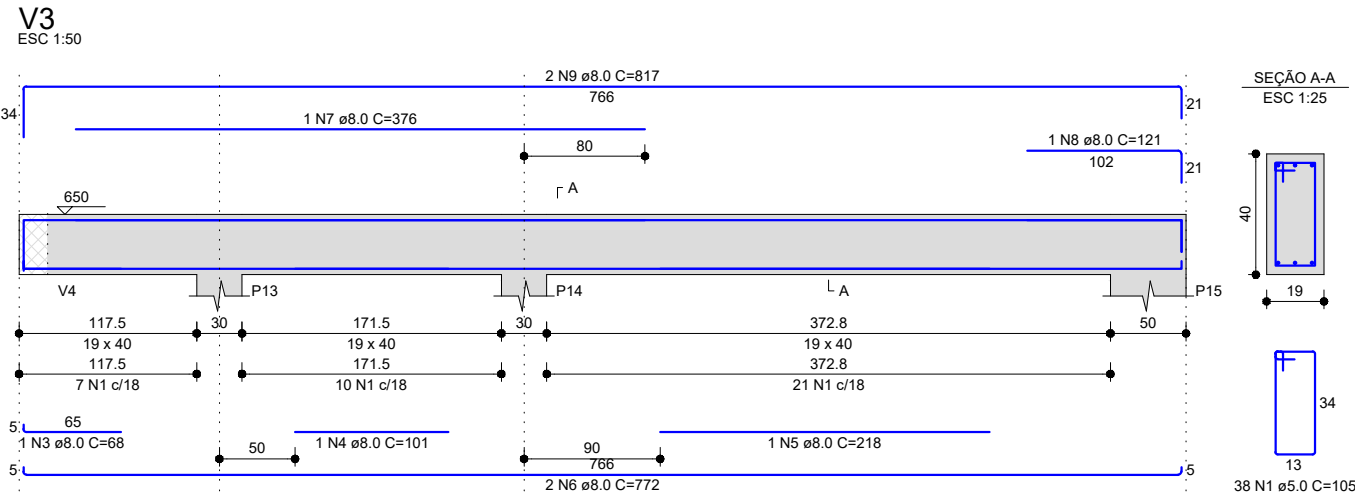 V3
ESC 1:50
2 N9 ø8.0 C=817
766
34
21
1 N7 ø8.0 C=376
80
1 N8 ø8.0 C=121
102
21
A
650
V4
P13
P14
A
P15
117.5
30
171.5
30
372.8
50
19 x 40
19 x 40
19 x 40
117.5
171.5
372.8
7 N1 c/18
10 N1 c/18
21 N1 c/18
5
65
1 N3 ø8.0 C=68
50
1 N4 ø8.0 C=101
90
1 N5 ø8.0 C=218
5
766
5
2 N6 ø8.0 C=772
SEÇÃO A-A
ESC 1:25
40
19
34
13
38 N1 ø5.0 C=105